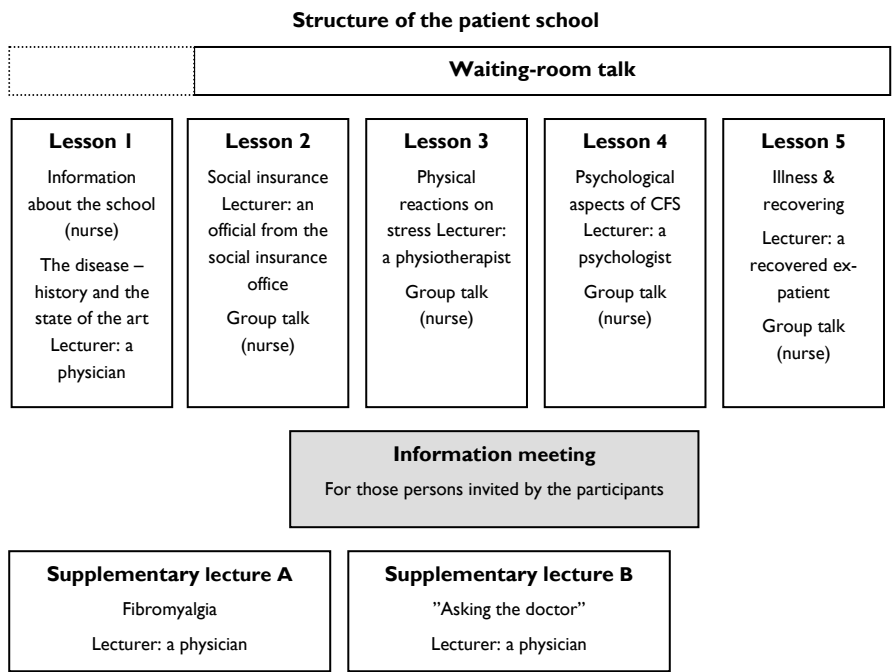 Structure of the patient school
Waiting-room talk
Lesson 1
Information
about the school
(nurse)
The disease –
history and the
state of the art
Lecturer: a
physician
Lesson 2
Social insurance
Lecturer: an
official from the
social insurance
office
Group talk
(nurse)
Lesson 3
Physical
reactions on
stress Lecturer:
a physiotherapist
Group talk
(nurse)
Lesson 4
Psychological
aspects of CFS
Lecturer: a
psychologist
Group talk
(nurse)
Lesson 5
Illness &
recovering
Lecturer: a
recovered ex-
patient
Group talk
(nurse)
Information meeting
For those persons invited by the participants
Supplementary lecture A
Fibromyalgia
Lecturer: a physician
Supplementary lecture B
”Asking the doctor”
Lecturer: a physician